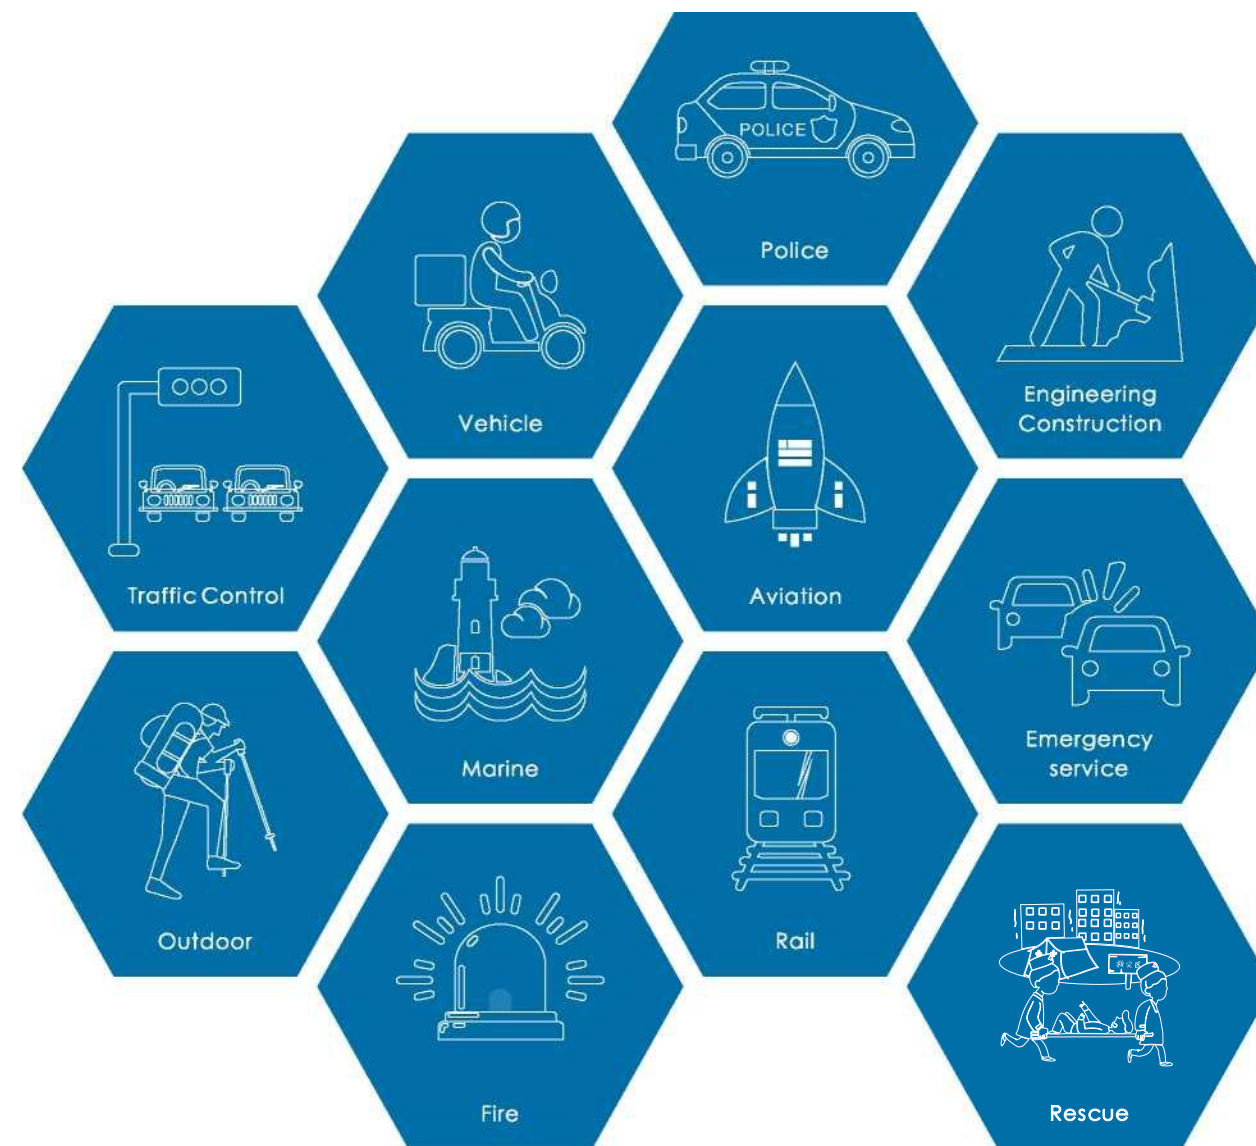 POLICE
Police
Vehicle
Engineering
Construction
Traffic Control
Aviation
Marine
Emergency
service
Outdoor
Rail
Fire
Rescue